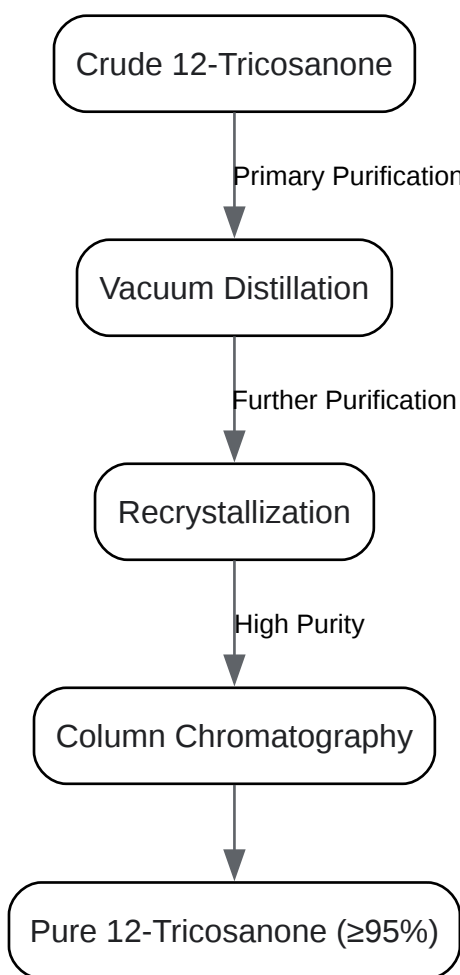 Crude 12-Tricosanone
Primary Purification
Vacuum Distillation
Further Purification
Recrystallization
High Purity
Column Chromatography
Pure 12-Tricosanone (≥95%)